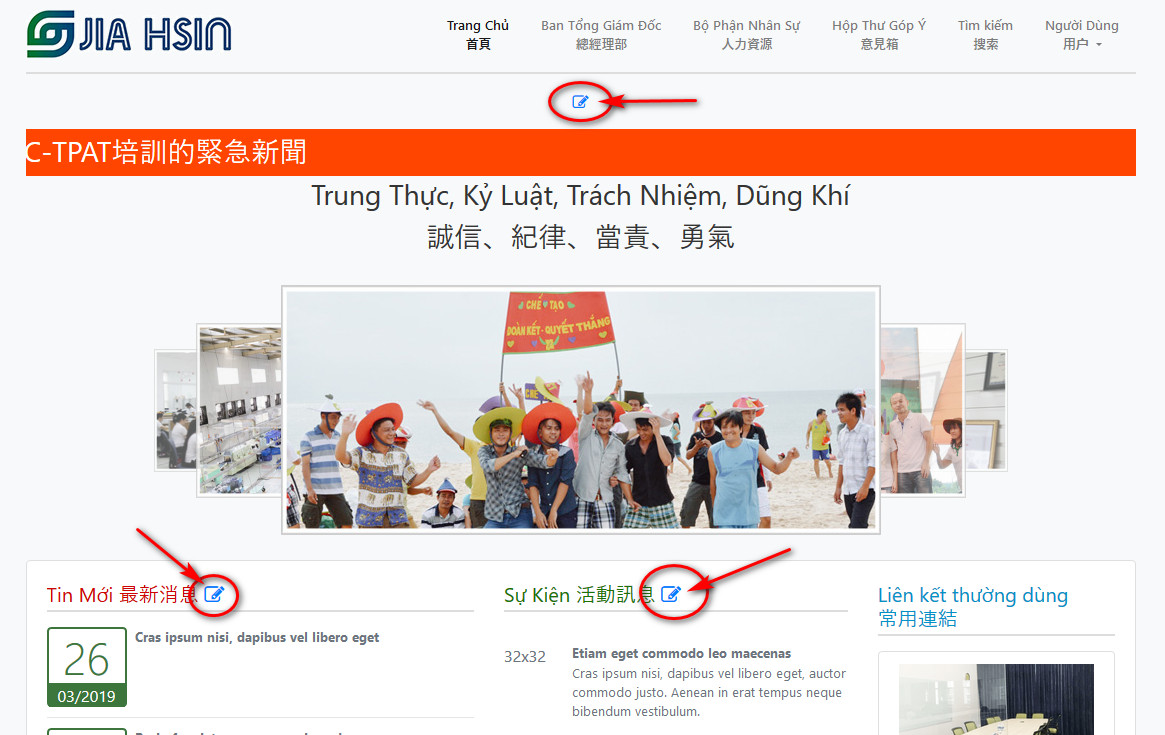 JIA HSIN
Trang Chủ
首頁
Ban Tổng Giám Đốc
總經理部
Bộ Phận Nhân Sự
人力資源
Hộp Thư Góp Ý
意見箱
Tìm kiếm
搜索
Người Dùng
用戶
C-TPAT培訓的緊急新聞
Trung Thực, Kỷ Luật, Trách Nhiệm, Dũng Khí
誠信、紀律、當責、勇氣
CHẾ TẠO
ĐOÀN KẾT - QUYẾT THẮNG
Tin Mới 最新消息
26
03/2019
Cras ipsum nisi, dapibus vel libero eget
Sự Kiện 活動訊息
32x32
Etiam eget commodo leo maecenas
Cras ipsum nisi, dapibus vel libero eget, auctor
commodo justo. Aenean in erat tempus neque
bibendum vestibulum.
Liên kết thường dùng
常用連結